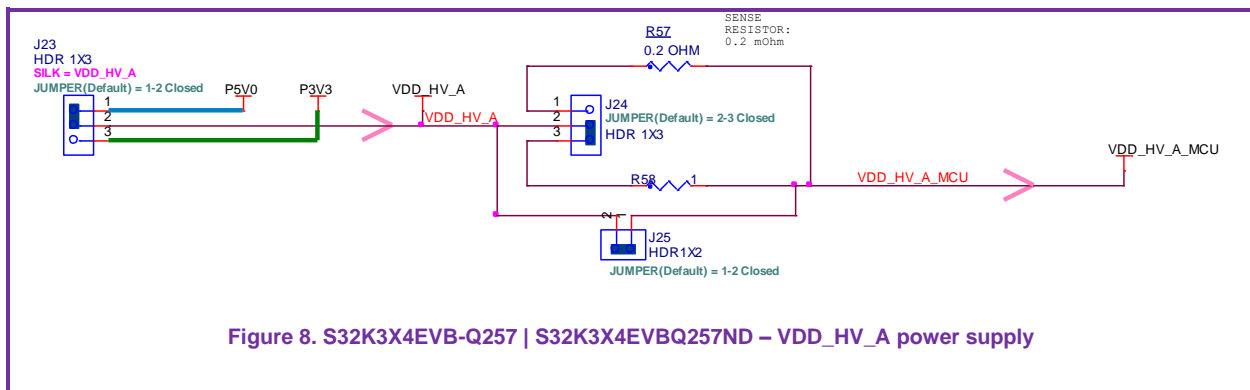 SENSE
RESISTOR:
0.2 mOhm
R57
0.2 OHM
J23
HDR 1X3
SILK = VDD_HV_A
JUMPER(Default) = 1-2 Closed
P5V0
P3V3
VDD_HV_A
1
2
3
VDD_HV_A
1
2
3
J24
JUMPER(Default) = 2-3 Closed
HDR 1X3
VDD_HV_A_MCU
R58
1
VDD_HV_A_MCU
2
1
J25
HDR1X2
JUMPER(Default) = 1-2 Closed
Figure 8. S32K3X4EVB-Q257 | S32K3X4EVBQ257ND – VDD_HV_A power supply